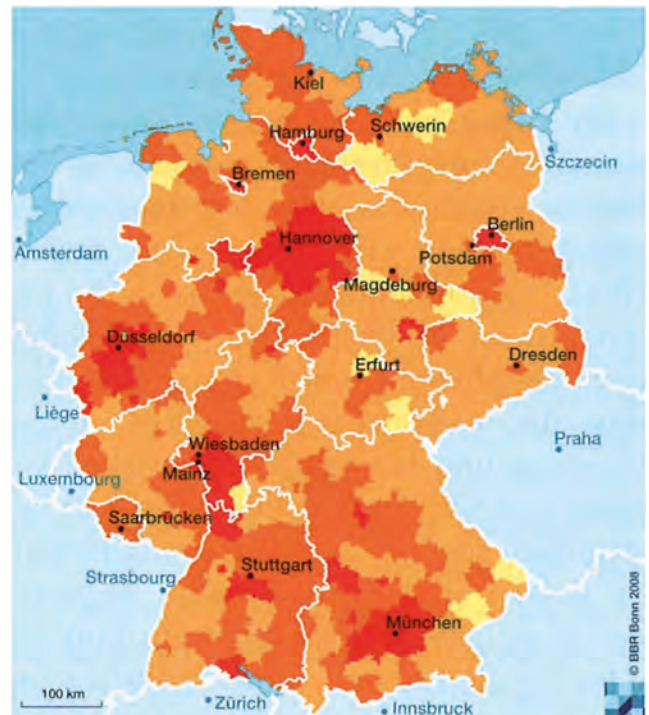 Kiel
Hamburg
Schwerin
Szczecin
Bremen
Amsterdam
Hannover
Berlin
Potsdam
Magdeburg
Düsseldorf
Erfurt
Dresden
Liège
Praha
Wiesbaden
Mainz
Luxembourg
Saarbrücken
Stuttgart
Strasbourg
München
© BBR Bonn 2008
100 km
Zürich
Innsbruck